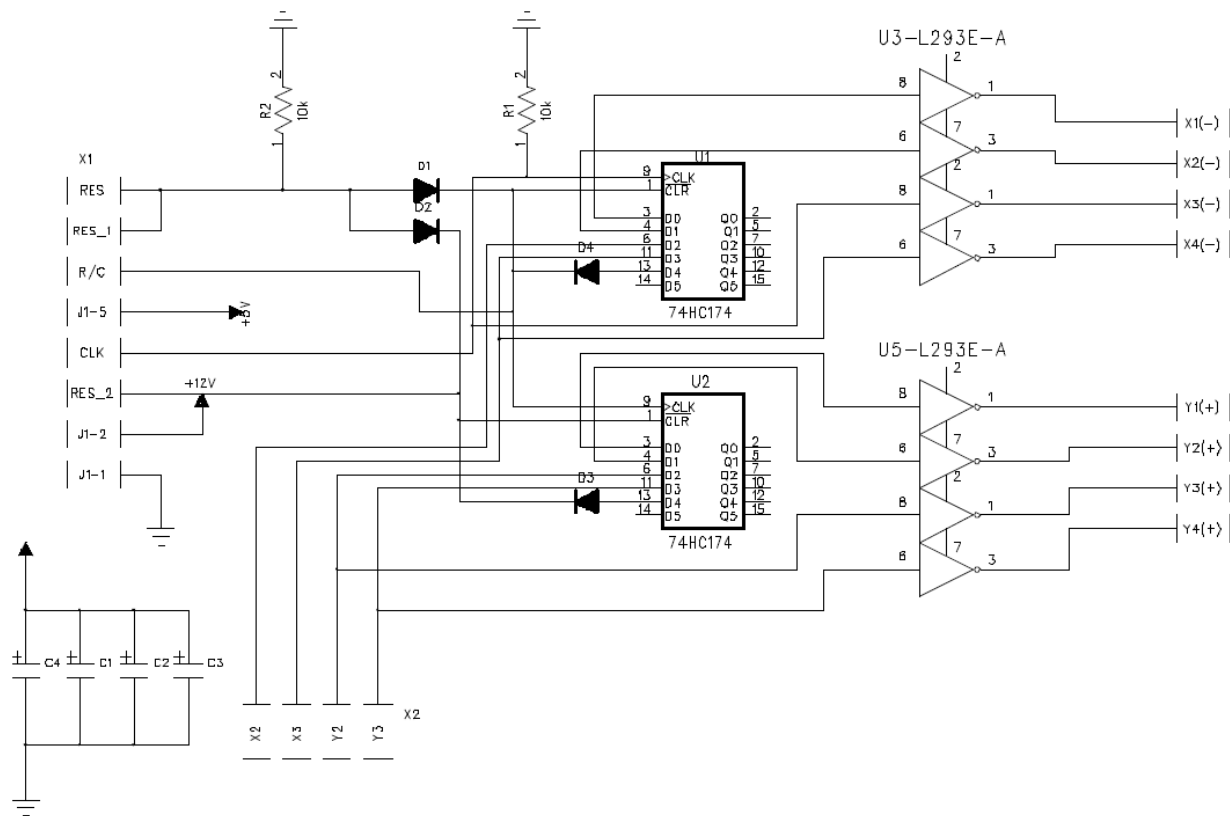 U3-L293E-A
2
8
1
X1(-)
7
6
3
X2(-)
2
8
1
X3(-)
7
6
3
X4(-)
2
R2
10k
1
2
R1
10k
1
X1
RES
RES_1
R/C
J1-5
+5V
CLK
RES_2
+12V
J1-2
J1-1
D1
D2
D4
D3
U1
9 CLK
1 CLR
3 D0 Q0 2
4 D1 Q1 5
6 D2 Q2 7
11 D3 Q3 10
13 D4 Q4 12
14 D5 Q5 15
74HC174
U2
9 CLK
1 CLR
3 D0 Q0 2
4 D1 Q1 5
6 D2 Q2 7
11 D3 Q3 10
13 D4 Q4 12
14 D5 Q5 15
74HC174
U5-L293E-A
2
8
1
Y1(+)
7
6
3
Y2(+)
2
8
1
Y3(+)
7
6
3
Y4(+)
+ C4
+ C1
+ C2
+ C3
X2
X3
Y2
Y3
X2